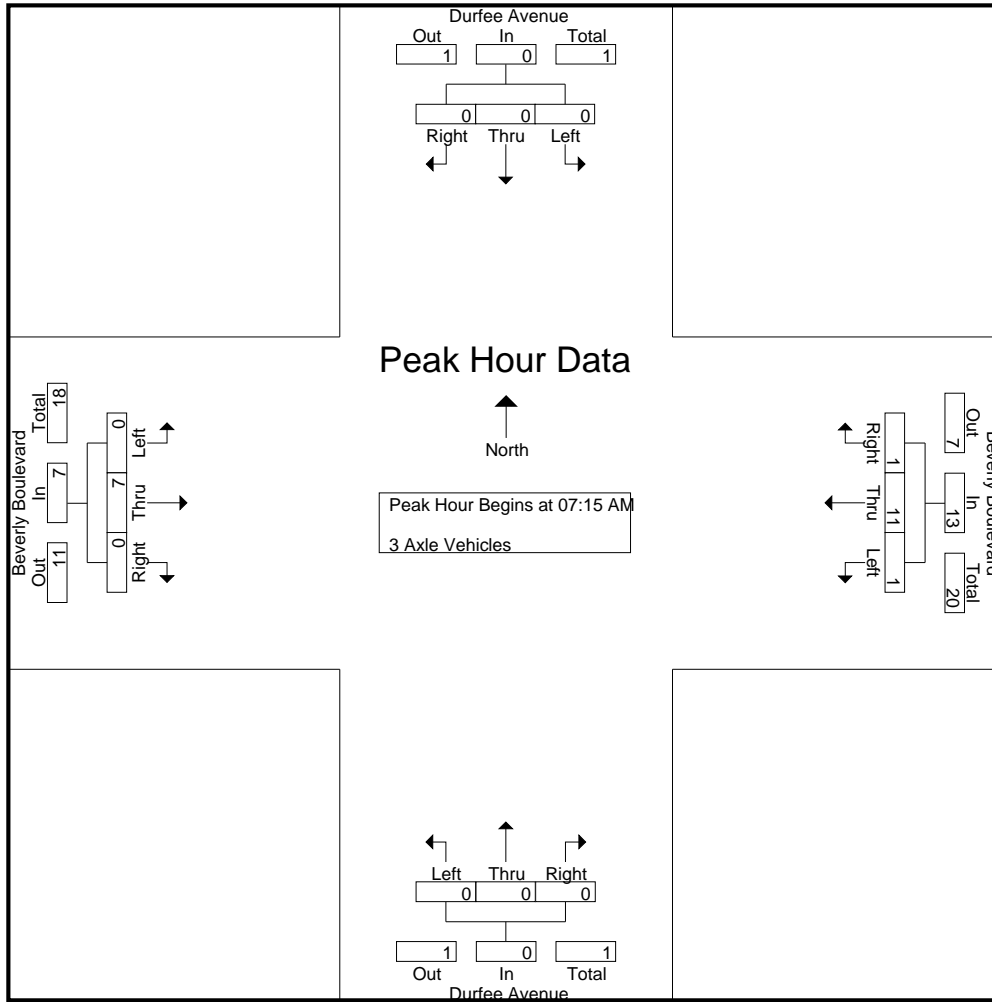 Durfee Avenue
Out In Total
1 0 1
0 0 0
Right Thru Left
Peak Hour Data
North
Peak Hour Begins at 07:15 AM
3 Axle Vehicles
Beverly Boulevard
Total In Out
18 7 11
0 7 0
Left Thru Right
Right Thru Left
1 11 1
Out In Total
7 13 20
Beverly Boulevard
Left Thru Right
0 0 0
1 0 1
Out In Total
Durfee Avenue